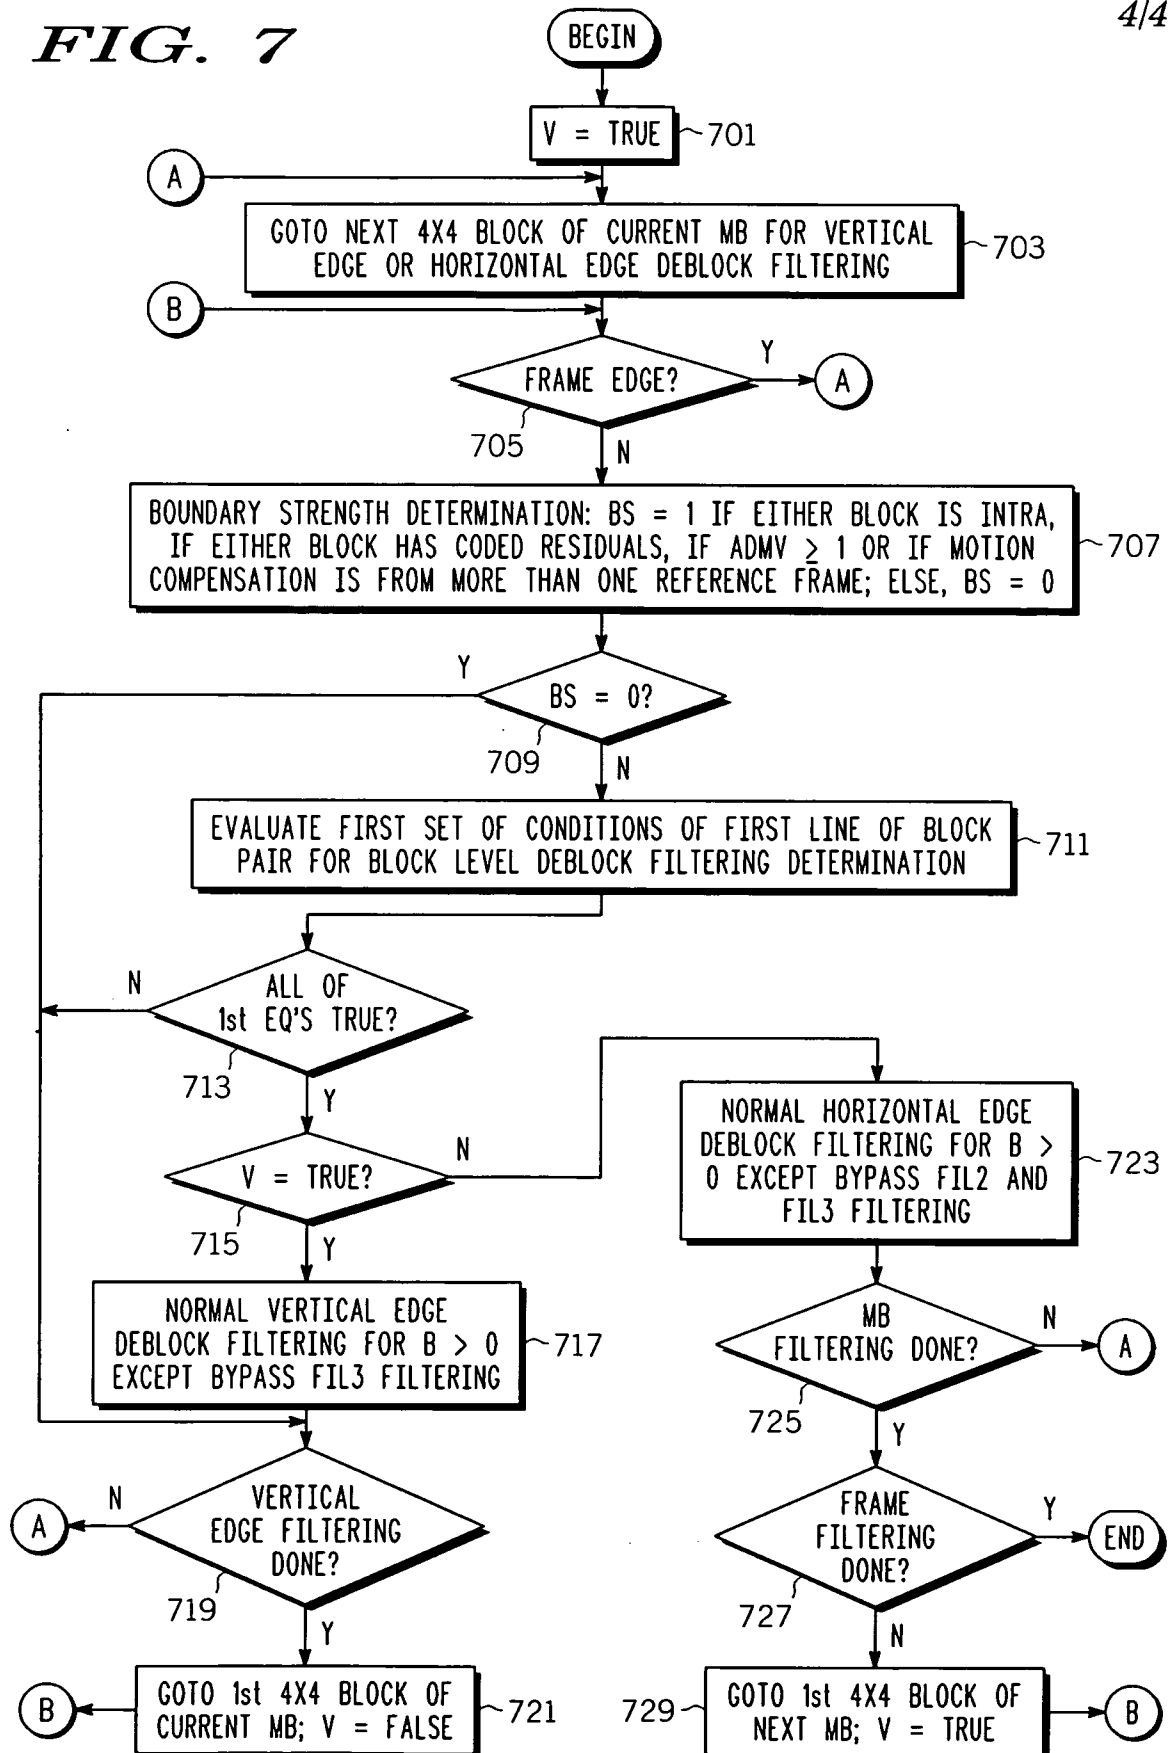 FIG. 7
4/4
BEGIN
V = TRUE
701
A
GOTO NEXT 4X4 BLOCK OF CURRENT MB FOR VERTICAL
EDGE OR HORIZONTAL EDGE DEBLOCK FILTERING
703
B
FRAME EDGE?
Y
A
705
N
BOUNDARY STRENGTH DETERMINATION: BS = 1 IF EITHER BLOCK IS INTRA,
IF EITHER BLOCK HAS CODED RESIDUALS, IF ADMV ≥ 1 OR IF MOTION
COMPENSATION IS FROM MORE THAN ONE REFERENCE FRAME; ELSE, BS = 0
707
Y
BS = 0?
709
N
EVALUATE FIRST SET OF CONDITIONS OF FIRST LINE OF BLOCK
PAIR FOR BLOCK LEVEL DEBLOCK FILTERING DETERMINATION
711
N
ALL OF
1st EQ'S TRUE?
713
Y
V = TRUE?
N
715
Y
NORMAL HORIZONTAL EDGE
DEBLOCK FILTERING FOR B >
0 EXCEPT BYPASS FIL2 AND
FIL3 FILTERING
723
NORMAL VERTICAL EDGE
DEBLOCK FILTERING FOR B > 0
EXCEPT BYPASS FIL3 FILTERING
717
MB
FILTERING DONE?
N
A
725
Y
A
N
VERTICAL
EDGE FILTERING
DONE?
719
Y
FRAME
FILTERING
DONE?
Y
END
727
N
B
GOTO 1st 4X4 BLOCK OF
CURRENT MB; V = FALSE
721
729
GOTO 1st 4X4 BLOCK OF
NEXT MB; V = TRUE
B